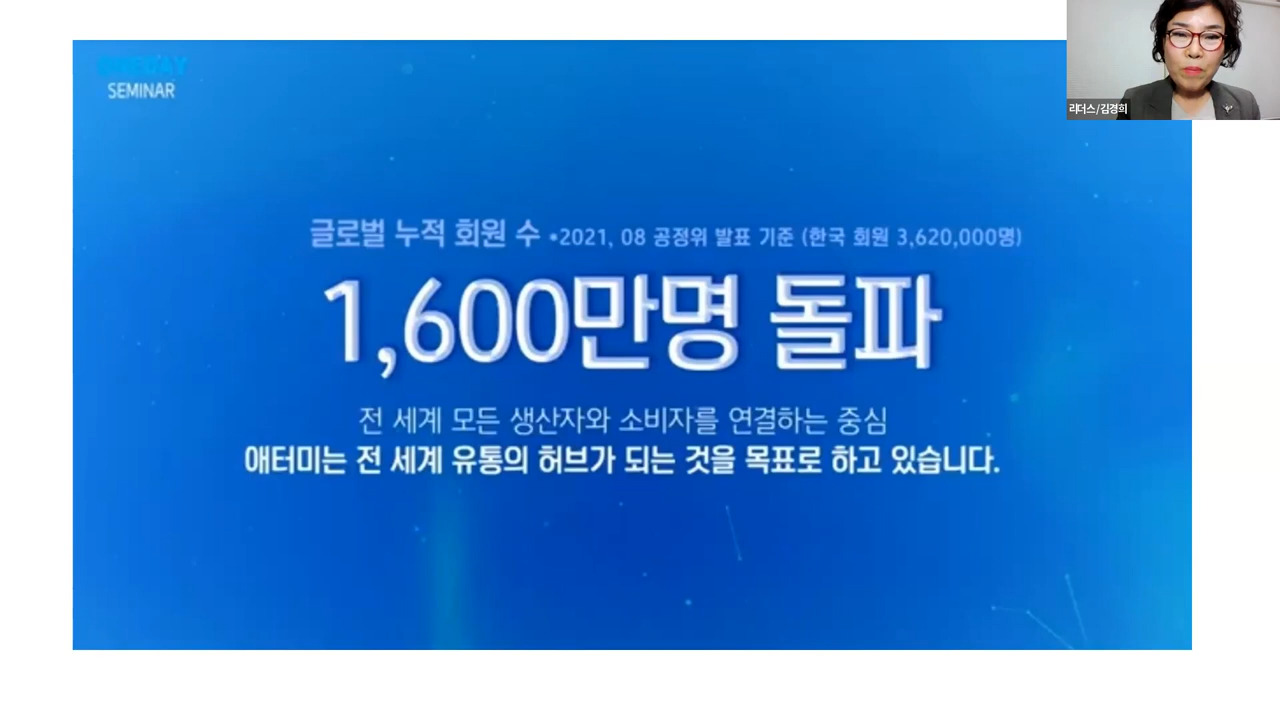 ONEDAY
SEMINAR
리더스/김경희
글로벌 누적 회원 수 •2021, 08 공정위 발표 기준 (한국 회원 3,620,000명)
1,600만명 돌파
전 세계 모든 생산자와 소비자를 연결하는 중심
애터미는 전 세계 유통의 허브가 되는 것을 목표로 하고 있습니다.